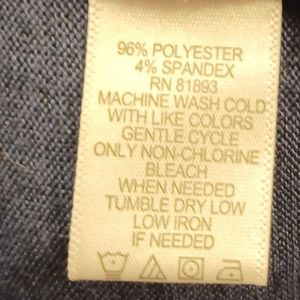 96% POLYESTER
4% SPANDEX
RN 81893
MACHINE WASH COLD
WITH LIKE COLORS
GENTLE CYCLE
ONLY NON-CHLORINE
BLEACH
WHEN NEEDED
TUMBLE DRY LOW
LOW IRON
IF NEEDED